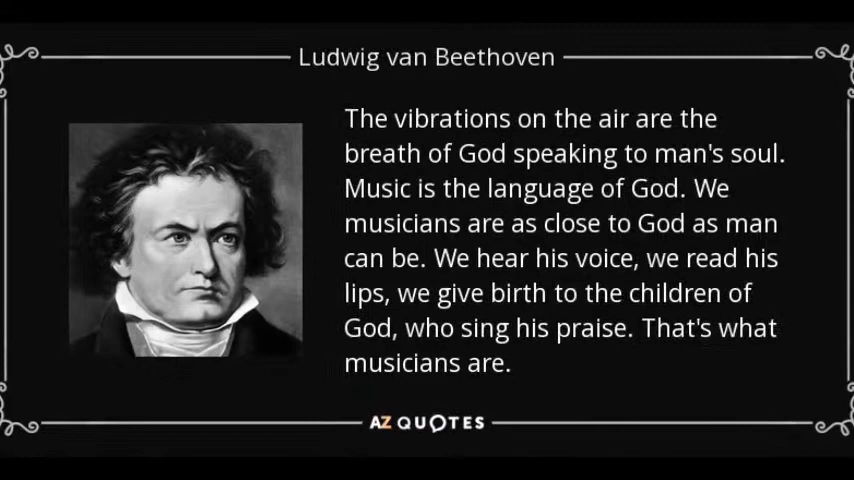 Ludwig van Beethoven
The vibrations on the air are the
breath of God speaking to man's soul.
Music is the language of God. We
musicians are as close to God as man
can be. We hear his voice, we read his
lips, we give birth to the children of
God, who sing his praise. That's what
musicians are.
AZ QUOTES